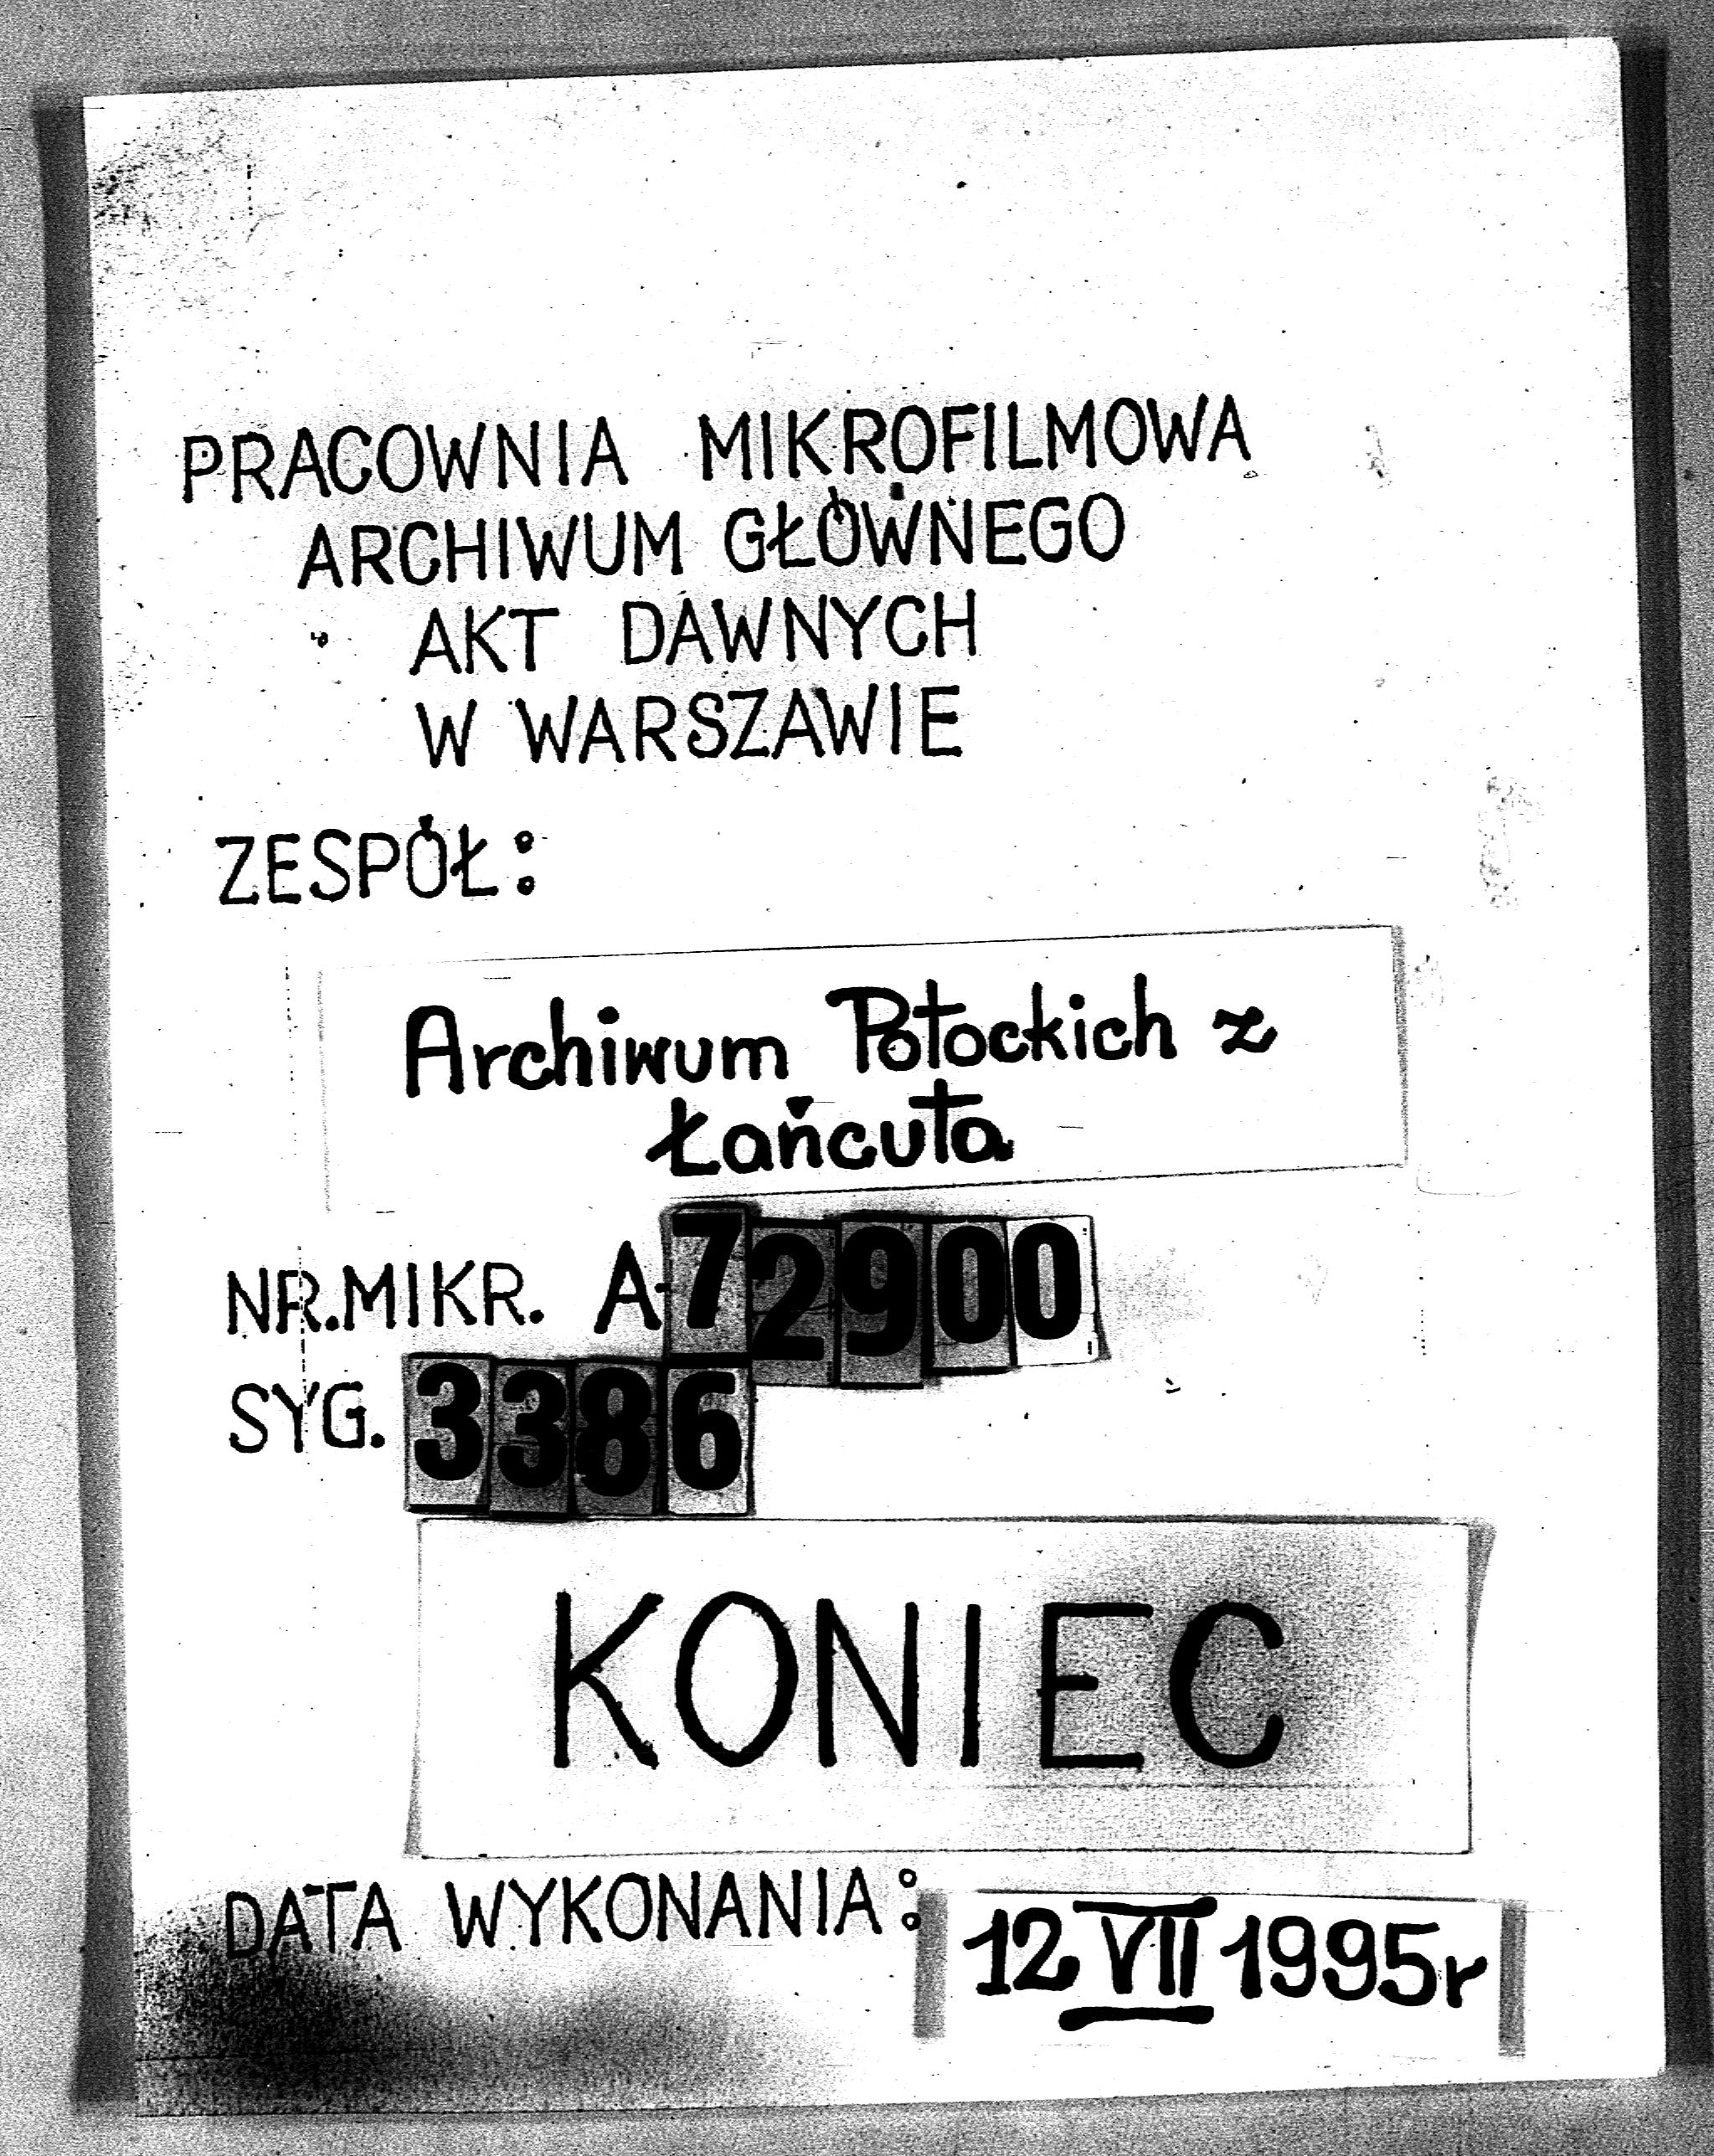 PRACOWNIA MIKROFILMOWA
ARCHIWUM GŁÓWNEGO
AKT DAWNYCH
W WARSZAWIE
ZESPÓŁ:
Archiwum Potockich z
Łańcuta
NR.MIKR. A-72900
SYG. 3386
KONIEC
DATA WYKONANIA: 12 VII 1995r